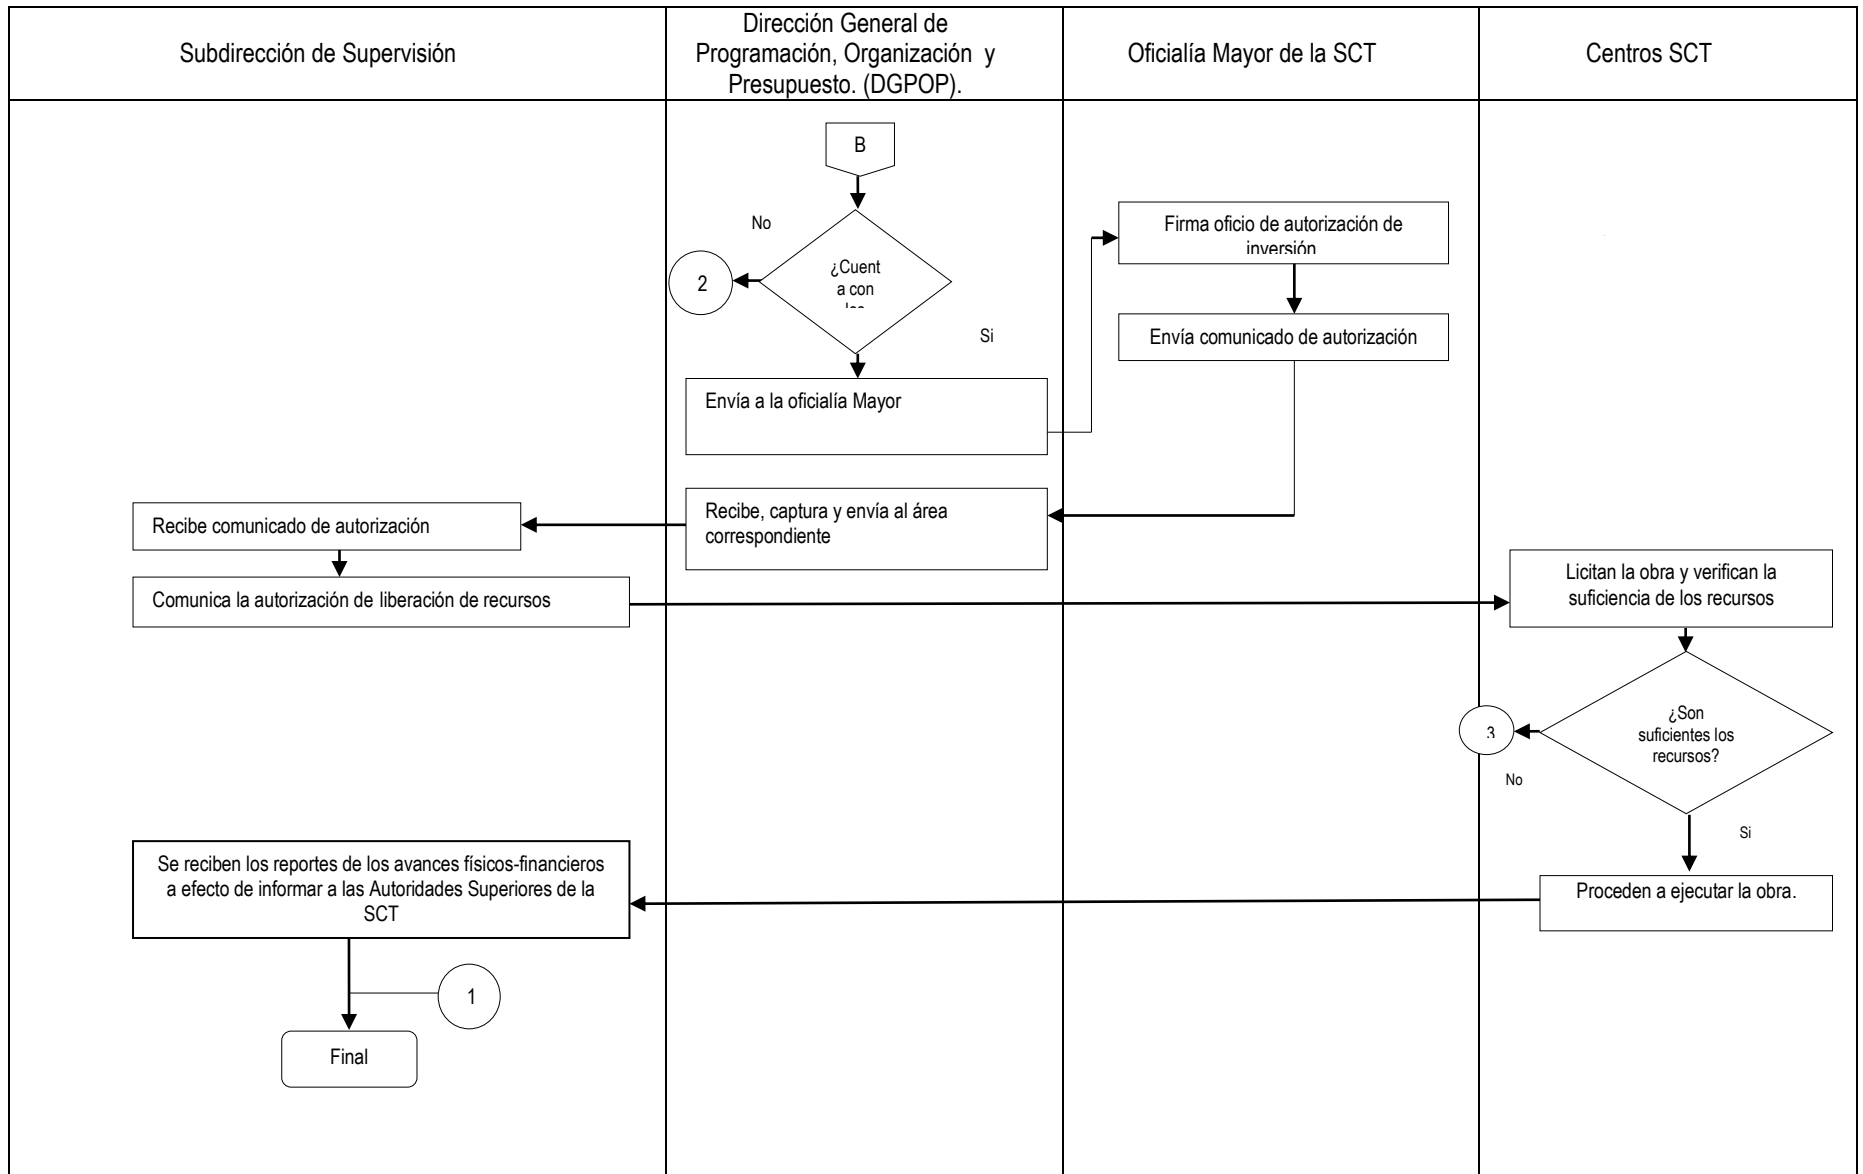 Subdirección de Supervisión
Dirección General de
Programación, Organización y
Presupuesto. (DGPOP).
Oficialía Mayor de la SCT
Centros SCT
B
No
¿Cuent
a con
2
Si
Firma oficio de autorización de
inversión
Envía comunicado de autorización
Envía a la oficialía Mayor
Recibe, captura y envía al área
correspondiente
Recibe comunicado de autorización
Comunica la autorización de liberación de recursos
Licitan la obra y verifican la
suficiencia de los recursos
¿Son
suficientes los
recursos?
3
No
Si
Proceden a ejecutar la obra.
Se reciben los reportes de los avances físicos-financieros
a efecto de informar a las Autoridades Superiores de la
SCT
1
Final